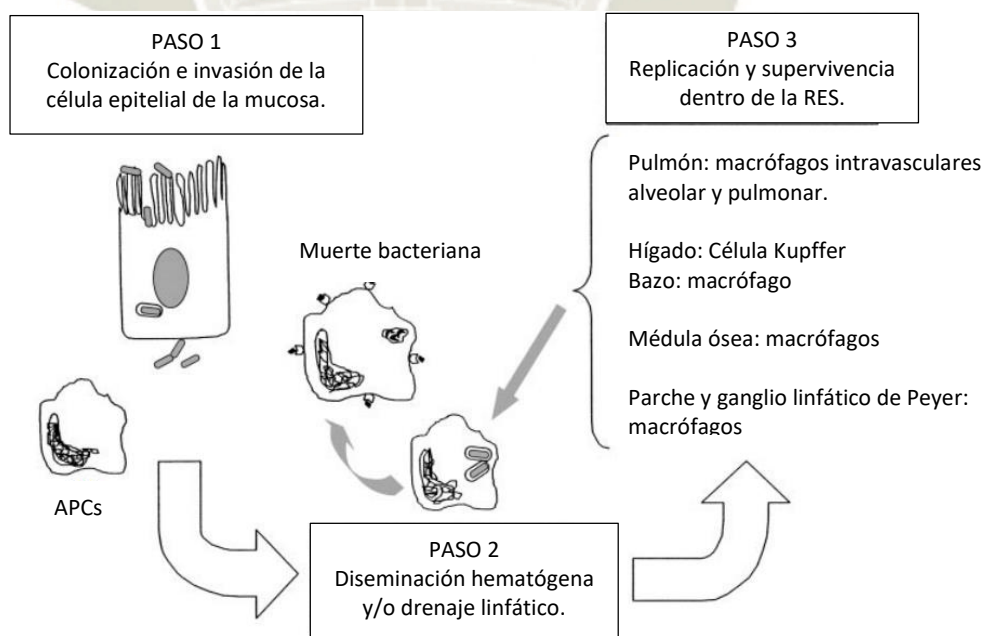 PASO 1
Colonización e invasión de la
célula epitelial de la mucosa.
PASO 3
Replicación y supervivencia
dentro de la RES.
Pulmón: macrófagos intravasculares
alveolar y pulmonar.
Hígado: Célula Kupffer
Bazo: macrófago
Médula ósea: macrófagos
Parche y ganglio linfático de Peyer:
macrófagos
Muerte bacteriana
APCs
PASO 2
Diseminación hematógena
y/o drenaje linfático.